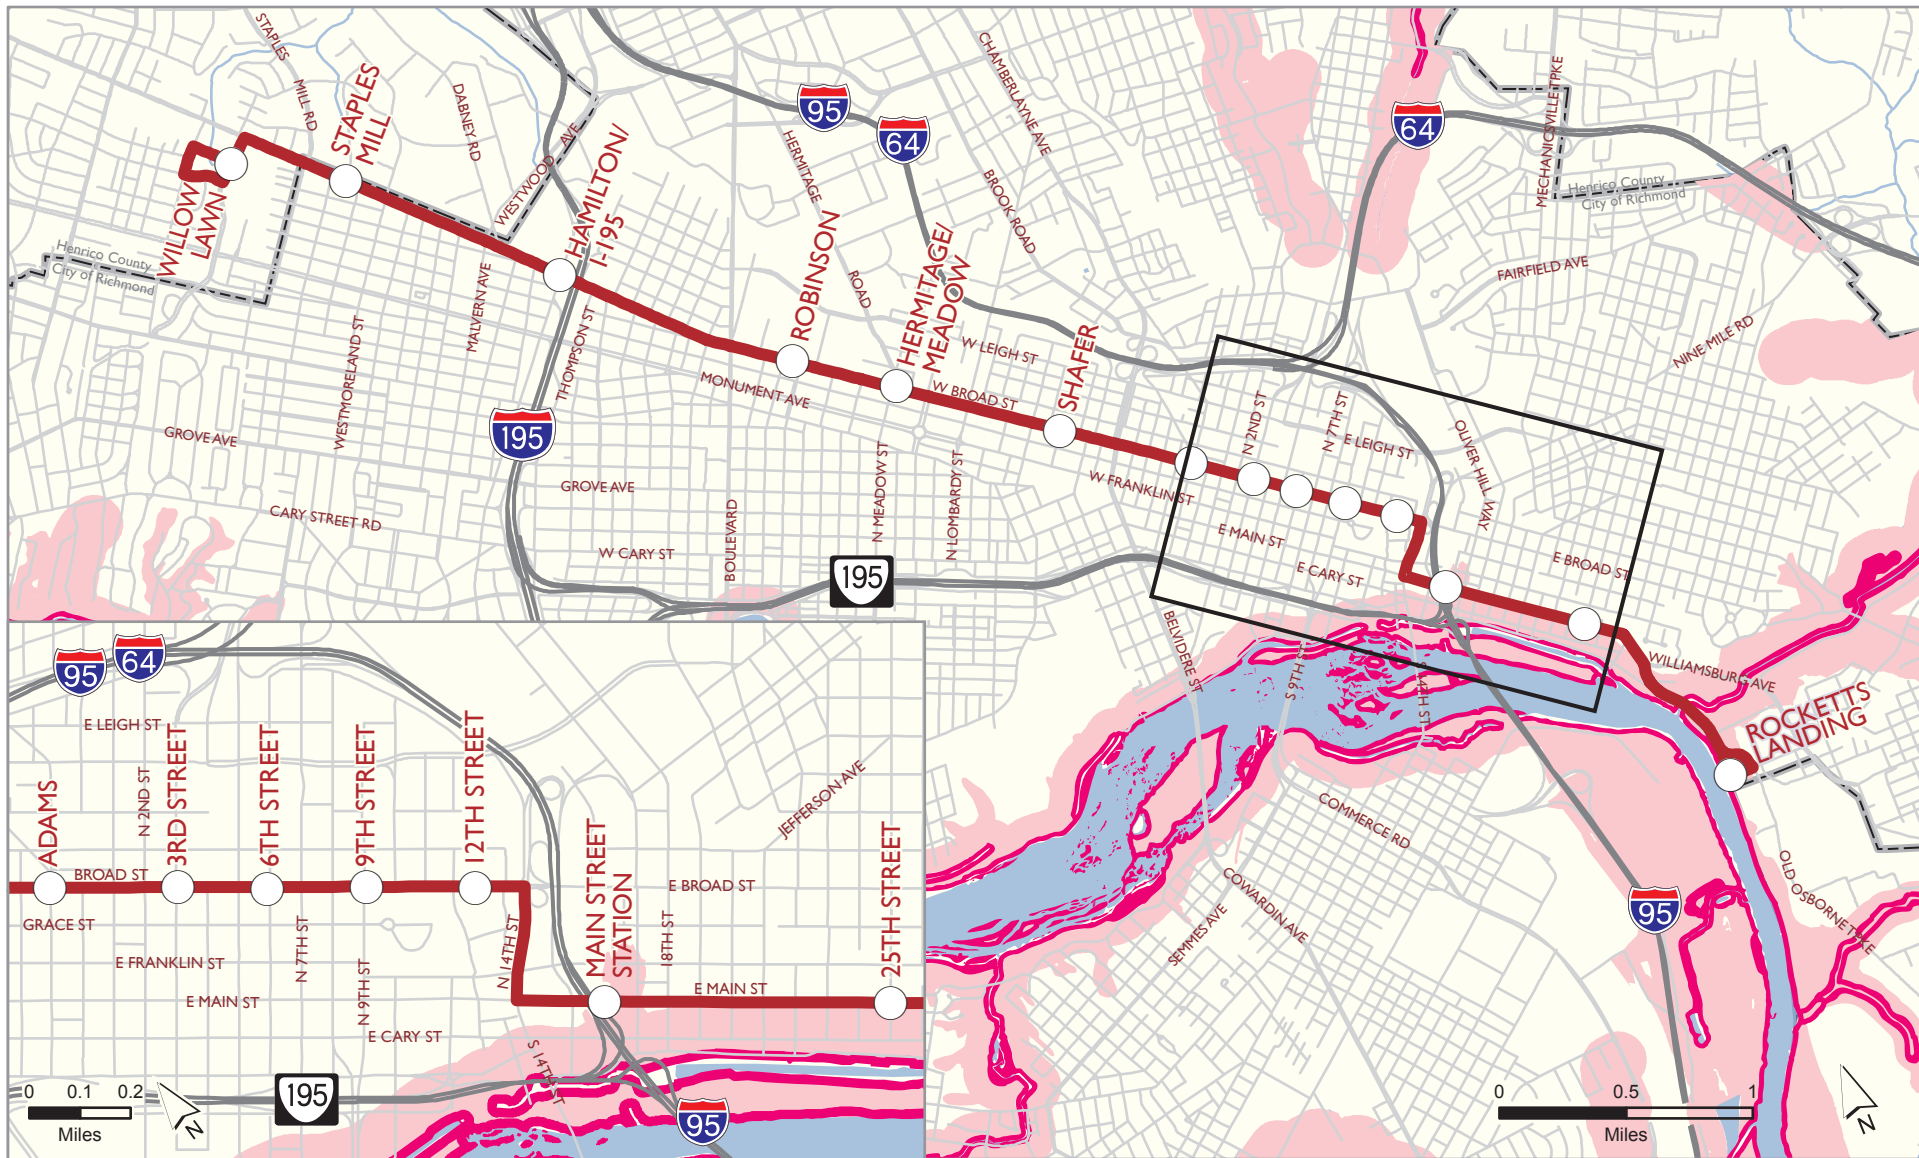 STAPLES
MILL RD
STAPLES
MILL
DABNEY RD
WESTWOOD AVE
HAMILTON/
I-195
WILLOW
LAWN
Henrico County
City of Richmond
MALVERN AVE
WESTMORELAND ST
THOMPSON ST
GROVE AVE
CARY STREET RD
195
95
64
HERMITAGE
ROAD
CHAMBERLAYNE AVE
BROOK ROAD
ROBINSON
HERMITAGE/
MEADOW
W LEIGH ST
W BROAD ST
SHAFER
MONUMENT AVE
GROVE AVE
W CARY ST
BOULEVARD
N MEADOW ST
N LOMBARDY ST
195
W FRANKLIN ST
64
MECHANICSVILLE TPKE
Henrico County
City of Richmond
FAIRFIELD AVE
NINE MILE RD
N 2ND ST
N 7TH ST
E LEIGH ST
OLIVER HILL WAY
E MAIN ST
E CARY ST
E BROAD ST
BELVIDERE ST
S 9TH ST
S 14TH ST
WILLIAMSBURG AVE
ROCKETTS
LANDING
COMMERCE RD
COWARDIN AVE
SEMMES AVE
95
OLD OSBORNE TPKE
0 0.5 1
Miles
N
95
64
E LEIGH ST
ADAMS
N 2ND ST
3RD STREET
6TH STREET
9TH STREET
12TH STREET
JEFFERSON AVE
BROAD ST
GRACE ST
E FRANKLIN ST
E MAIN ST
N 7TH ST
N 9TH ST
E CARY ST
N 14TH ST
MAIN STREET
STATION
18TH ST
E BROAD ST
E MAIN ST
25TH STREET
S 14TH ST
195
95
0 0.1 0.2
Miles
N